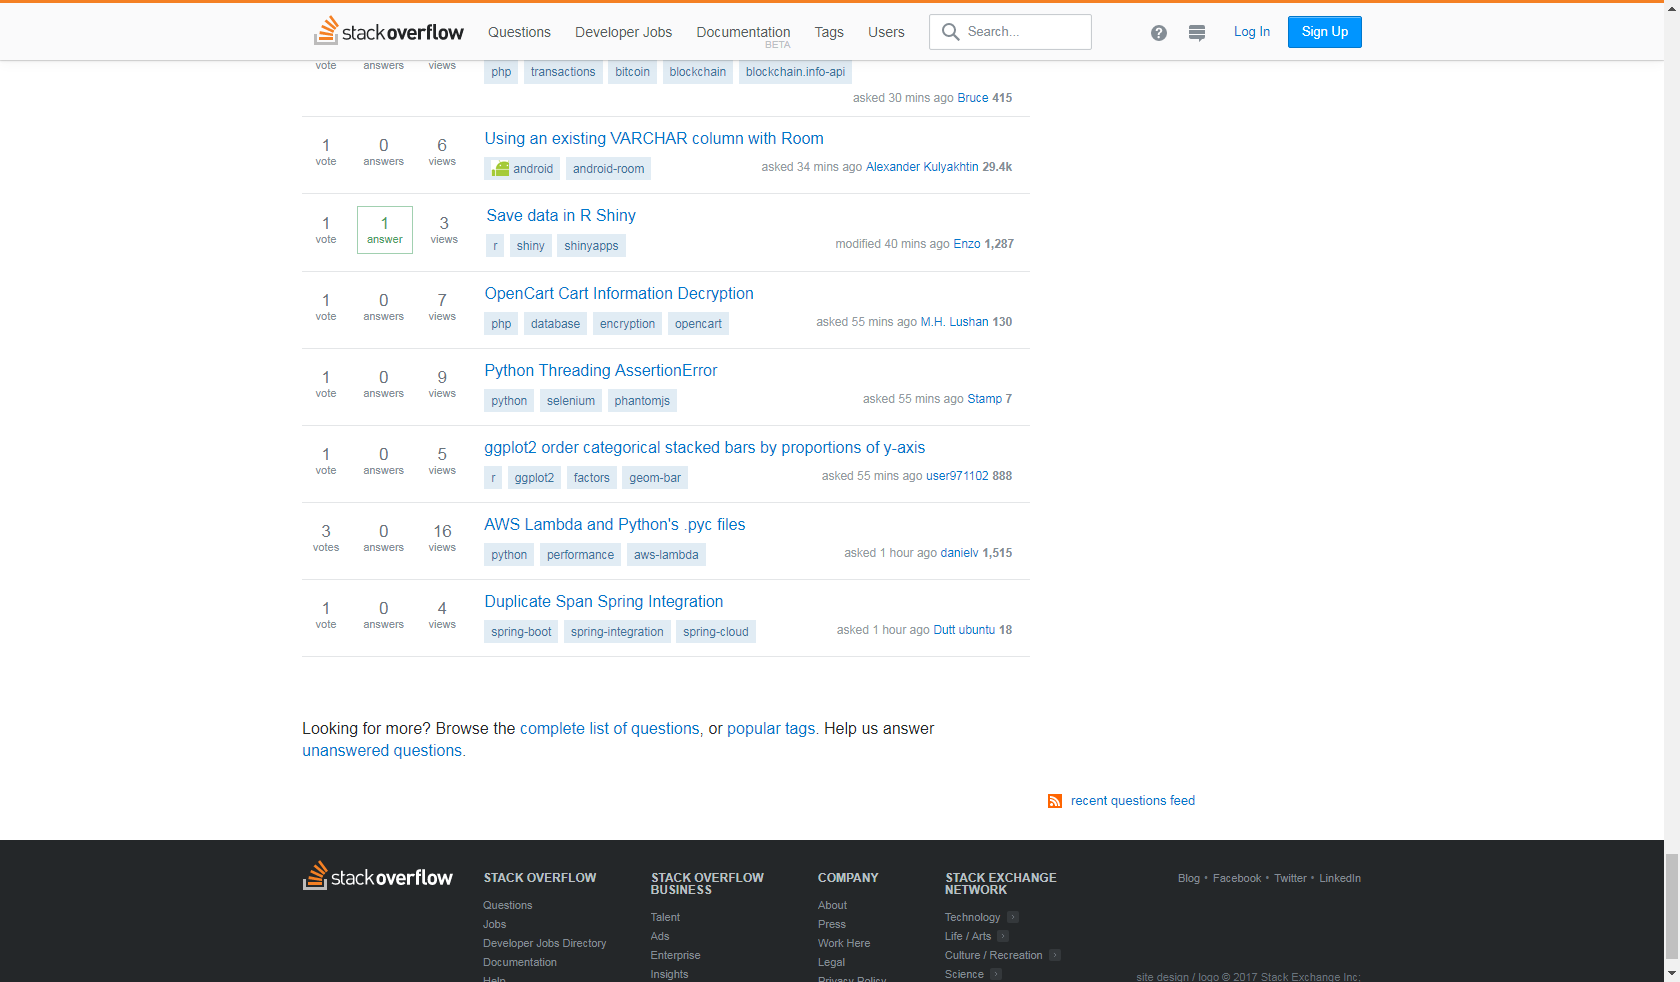 stackoverflow Questions Developer Jobs Documentation BETA Tags Users Search... Log In Sign Up
vote answers views php transactions bitcoin blockchain blockchain.info-api
asked 30 mins ago Bruce 415
1 vote 0 answers 6 views Using an existing VARCHAR column with Room
android android-room asked 34 mins ago Alexander Kulyakhtin 29.4k
1 vote 1 answer 3 views Save data in R Shiny
r shiny shinyapps modified 40 mins ago Enzo 1,287
1 vote 0 answers 7 views OpenCart Cart Information Decryption
php database encryption opencart asked 55 mins ago M.H. Lushan 130
1 vote 0 answers 9 views Python Threading AssertionError
python selenium phantomjs asked 55 mins ago Stamp 7
1 vote 0 answers 5 views ggplot2 order categorical stacked bars by proportions of y-axis
r ggplot2 factors geom-bar asked 55 mins ago user971102 888
3 votes 0 answers 16 views AWS Lambda and Python's .pyc files
python performance aws-lambda asked 1 hour ago danielv 1,515
1 vote 0 answers 4 views Duplicate Span Spring Integration
spring-boot spring-integration spring-cloud asked 1 hour ago Dutt ubuntu 18
Looking for more? Browse the complete list of questions, or popular tags. Help us answer
unanswered questions.
recent questions feed
stackoverflow
STACK OVERFLOW
Questions
Jobs
Developer Jobs Directory
Documentation
Help
STACK OVERFLOW
BUSINESS
Talent
Ads
Enterprise
Insights
COMPANY
About
Press
Work Here
Legal
Privacy Policy
STACK EXCHANGE
NETWORK
Technology
Life / Arts
Culture / Recreation
Science
Blog • Facebook • Twitter • LinkedIn
site design / logo © 2017 Stack Exchange Inc;